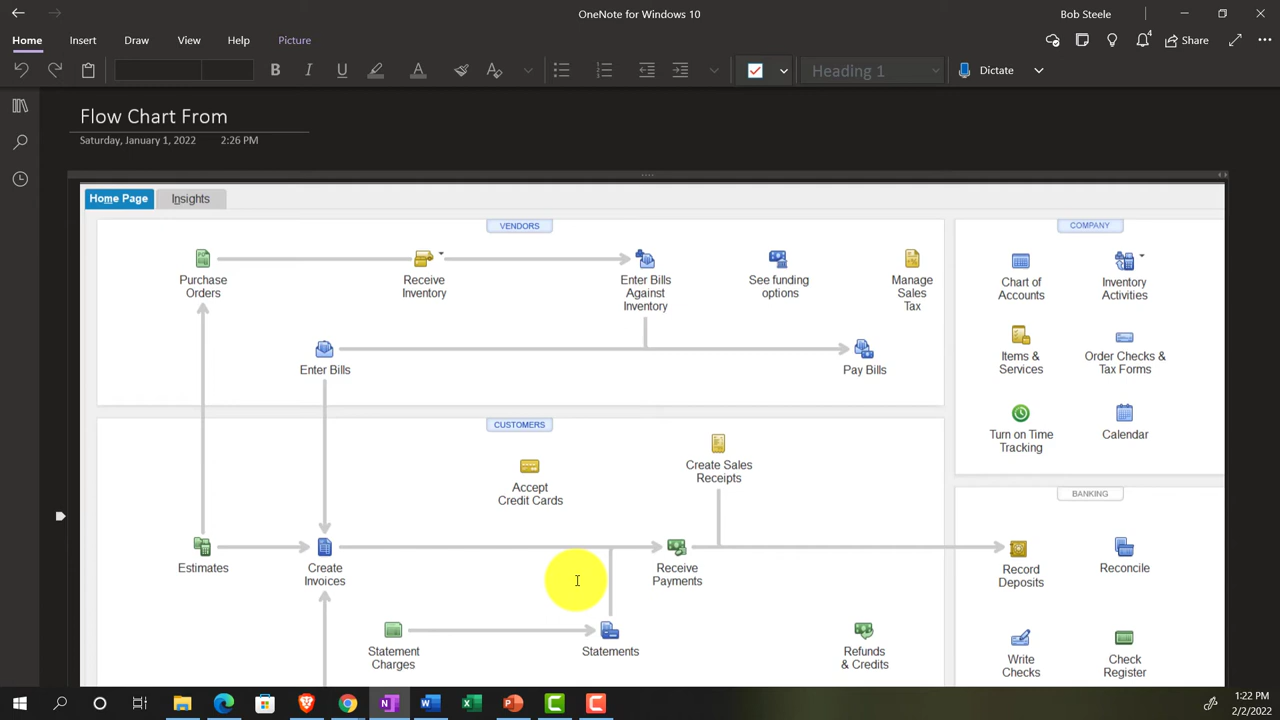 OneNote for Windows 10
Bob Steele
Home
Insert
Draw
View
Help
Picture
4
Share
B
I
U
A
A
Heading 1
Dictate
Flow Chart From
Saturday, January 1, 2022
2:26 PM
Home Page
Insights
VENDORS
COMPANY
Purchase
Orders
Receive
Inventory
Enter Bills
Against
Inventory
See funding
options
Manage
Sales
Tax
Chart of
Accounts
Inventory
Activities
Enter Bills
Pay Bills
Items &
Services
Order Checks &
Tax Forms
CUSTOMERS
Turn on Time
Tracking
Calendar
Accept
Credit Cards
Create Sales
Receipts
BANKING
Estimates
Create
Invoices
Receive
Payments
Record
Deposits
Reconcile
Statement
Charges
Statements
Refunds
& Credits
Write
Checks
Check
Register
1:22 PM
2/2/2022